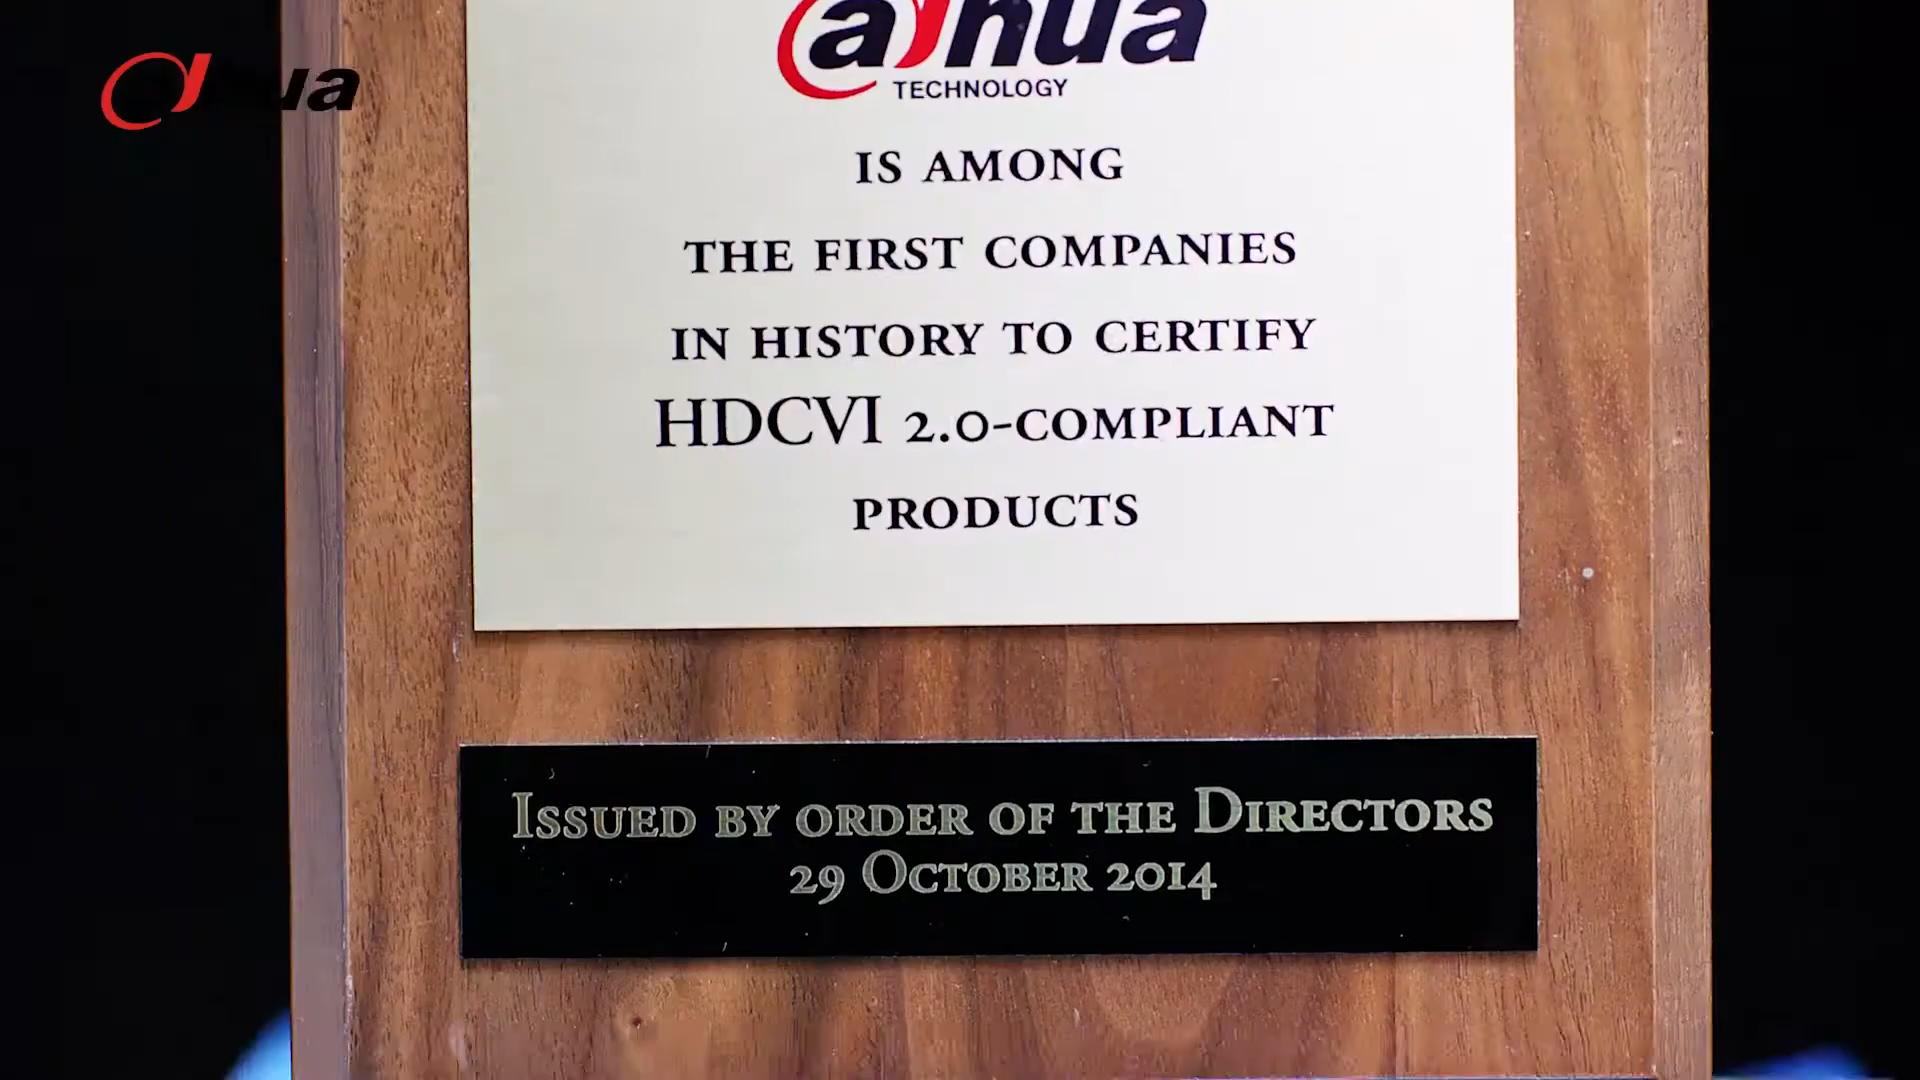 alhua
alhua
TECHNOLOGY
IS AMONG
THE FIRST COMPANIES
IN HISTORY TO CERTIFY
HDCVI 2.0-COMPLIANT
PRODUCTS
ISSUED BY ORDER OF THE DIRECTORS
29 OCTOBER 2014